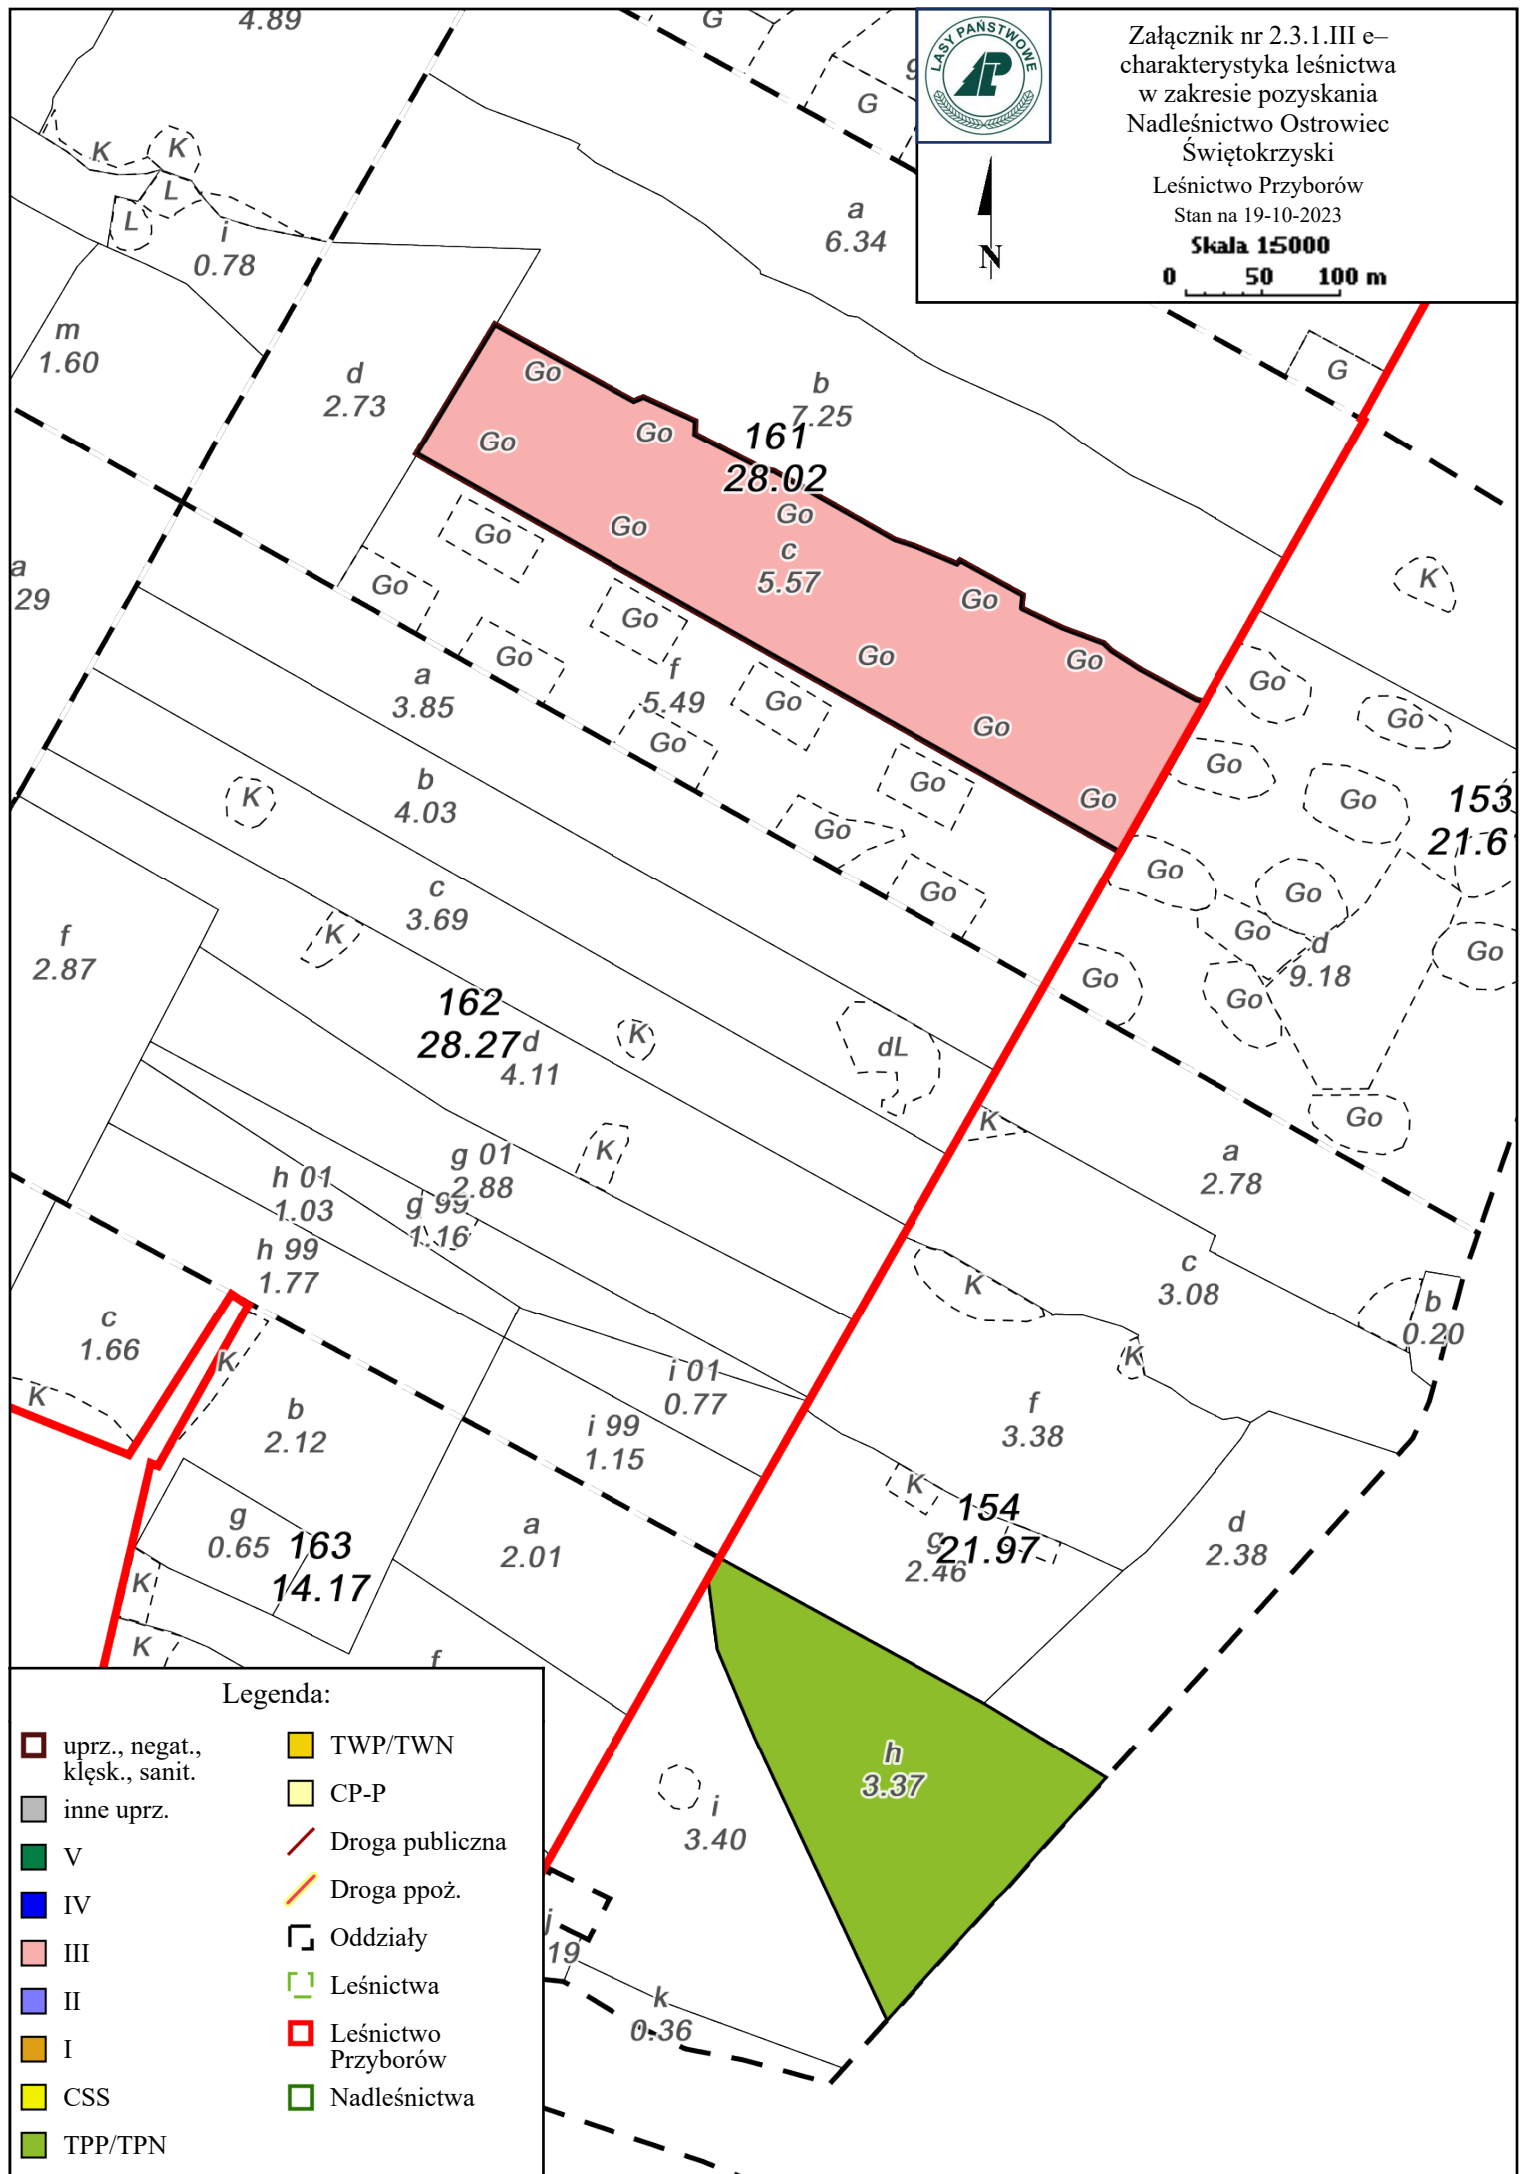 4.89
G
G
g
LASY PAŃSTWOWE
Załącznik nr 2.3.1.III e–
charakterystyka leśnictwa
w zakresie pozyskania
Nadleśnictwo Ostrowiec
Świętokrzyski
Leśnictwo Przyborów
Stan na 19-10-2023
Skala 1:5000
0 50 100 m
N
K
K
L
L
i
0.78
a
6.34
m
1.60
d
2.73
G
b
7.25
161
28.02
Go
Go
Go
Go
Go
c
5.57
Go
Go
Go
Go
Go
Go
Go
Go
Go
Go
f
5.49
Go
Go
Go
Go
Go
K
a
29
a
3.85
b
4.03
K
c
3.69
K
f
2.87
162
28.27
d
4.11
K
dL
K
Go
Go
Go
Go
153
21.6
Go
Go
Go
d
9.18
Go
Go
Go
Go
K
a
2.78
g 01
2.88
g 99
1.16
h 01
1.03
h 99
1.77
c
1.66
K
K
b
2.12
i 01
0.77
i 99
1.15
K
c
3.08
b
0.20
K
f
3.38
K
154
21.97
g
2.46
d
2.38
g
0.65
163
14.17
a
2.01
K
K
f
h
3.37
i
3.40
j
19
k
0.36
Legenda:
uprz., negat.,
klęsk., sanit.
inne uprz.
V
IV
III
II
I
CSS
TPP/TPN
TWP/TWN
CP-P
Droga publiczna
Droga ppoż.
Oddziały
Leśnictwa
Leśnictwo
Przyborów
Nadleśnictwa